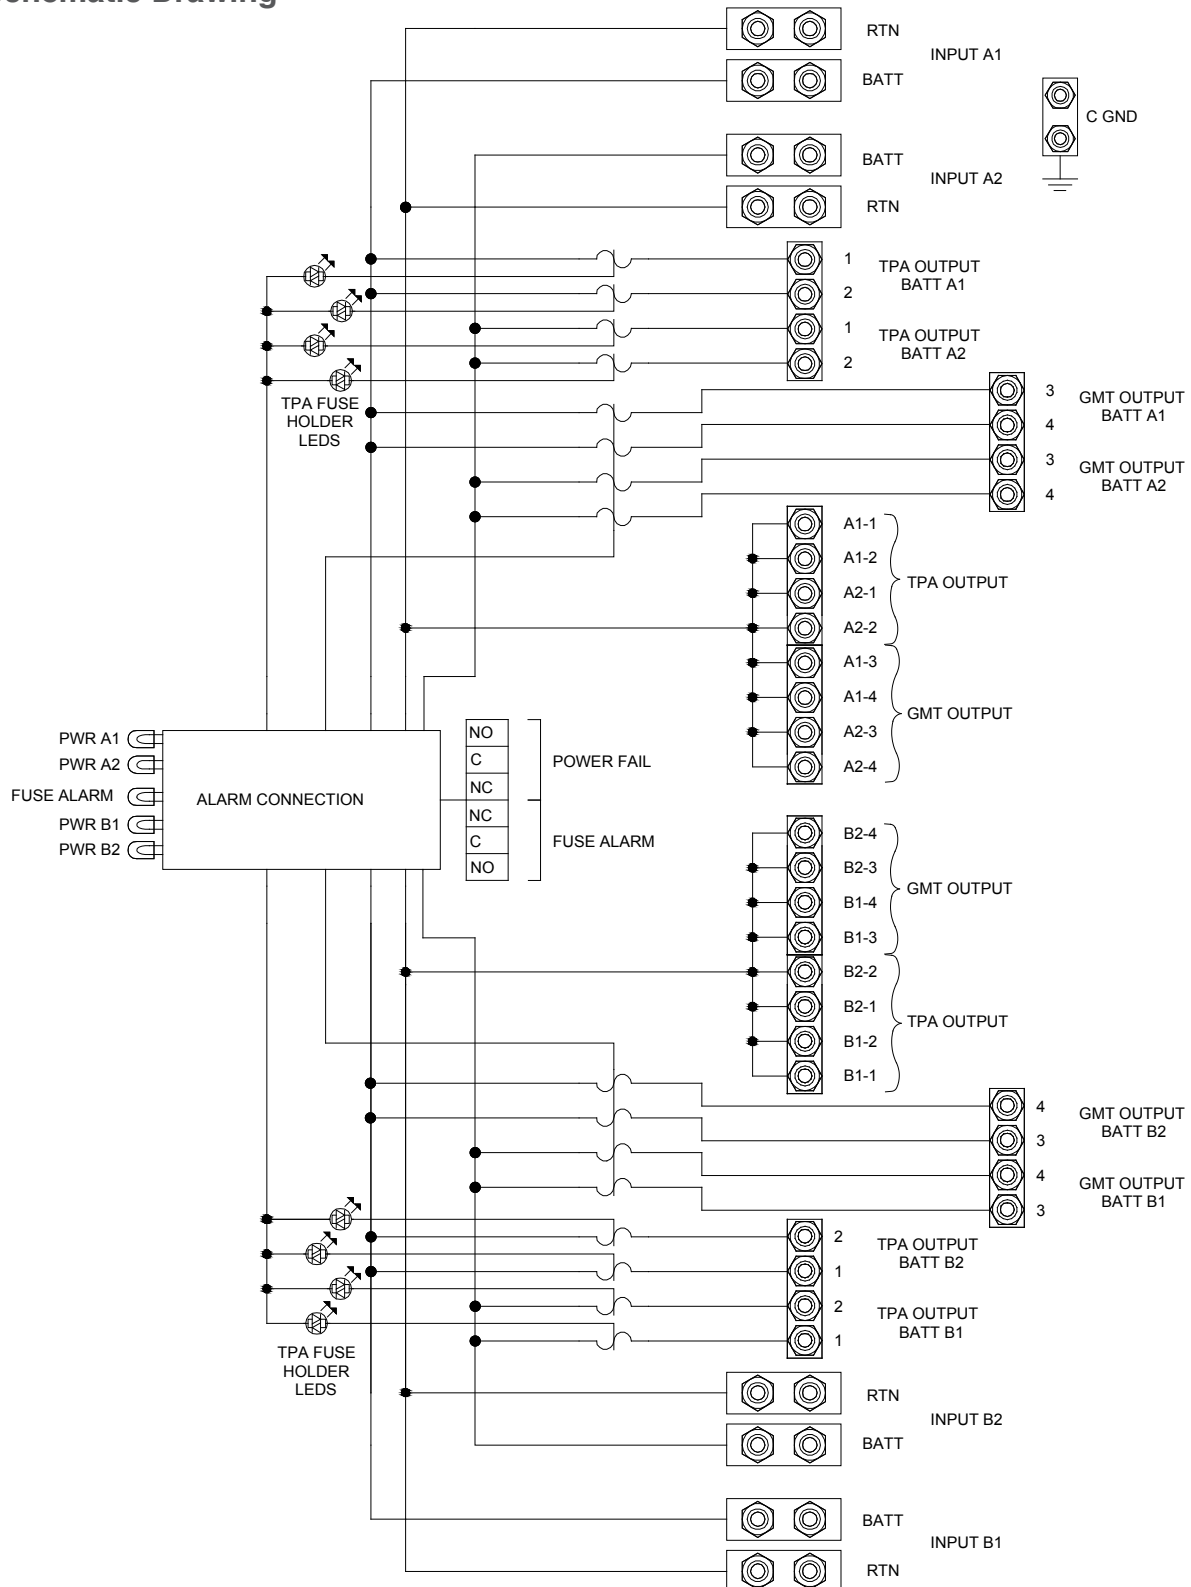 Schematic Drawing
RTN
INPUT A1
BATT
C GND
BATT
INPUT A2
RTN
1
TPA OUTPUT
BATT A1
2
1
TPA OUTPUT
BATT A2
2
TPA FUSE
HOLDER
LEDS
3
GMT OUTPUT
BATT A1
4
3
GMT OUTPUT
BATT A2
4
A1-1
A1-2
TPA OUTPUT
A2-1
A2-2
A1-3
A1-4
GMT OUTPUT
A2-3
A2-4
PWR A1
PWR A2
FUSE ALARM
PWR B1
PWR B2
ALARM CONNECTION
NO
C
NC
POWER FAIL
NC
C
NO
FUSE ALARM
B2-4
B2-3
GMT OUTPUT
B1-4
B1-3
B2-2
B2-1
TPA OUTPUT
B1-2
B1-1
4
GMT OUTPUT
BATT B2
3
4
GMT OUTPUT
BATT B1
3
2
TPA OUTPUT
BATT B2
1
2
TPA OUTPUT
BATT B1
1
TPA FUSE
HOLDER
LEDS
RTN
INPUT B2
BATT
BATT
INPUT B1
RTN